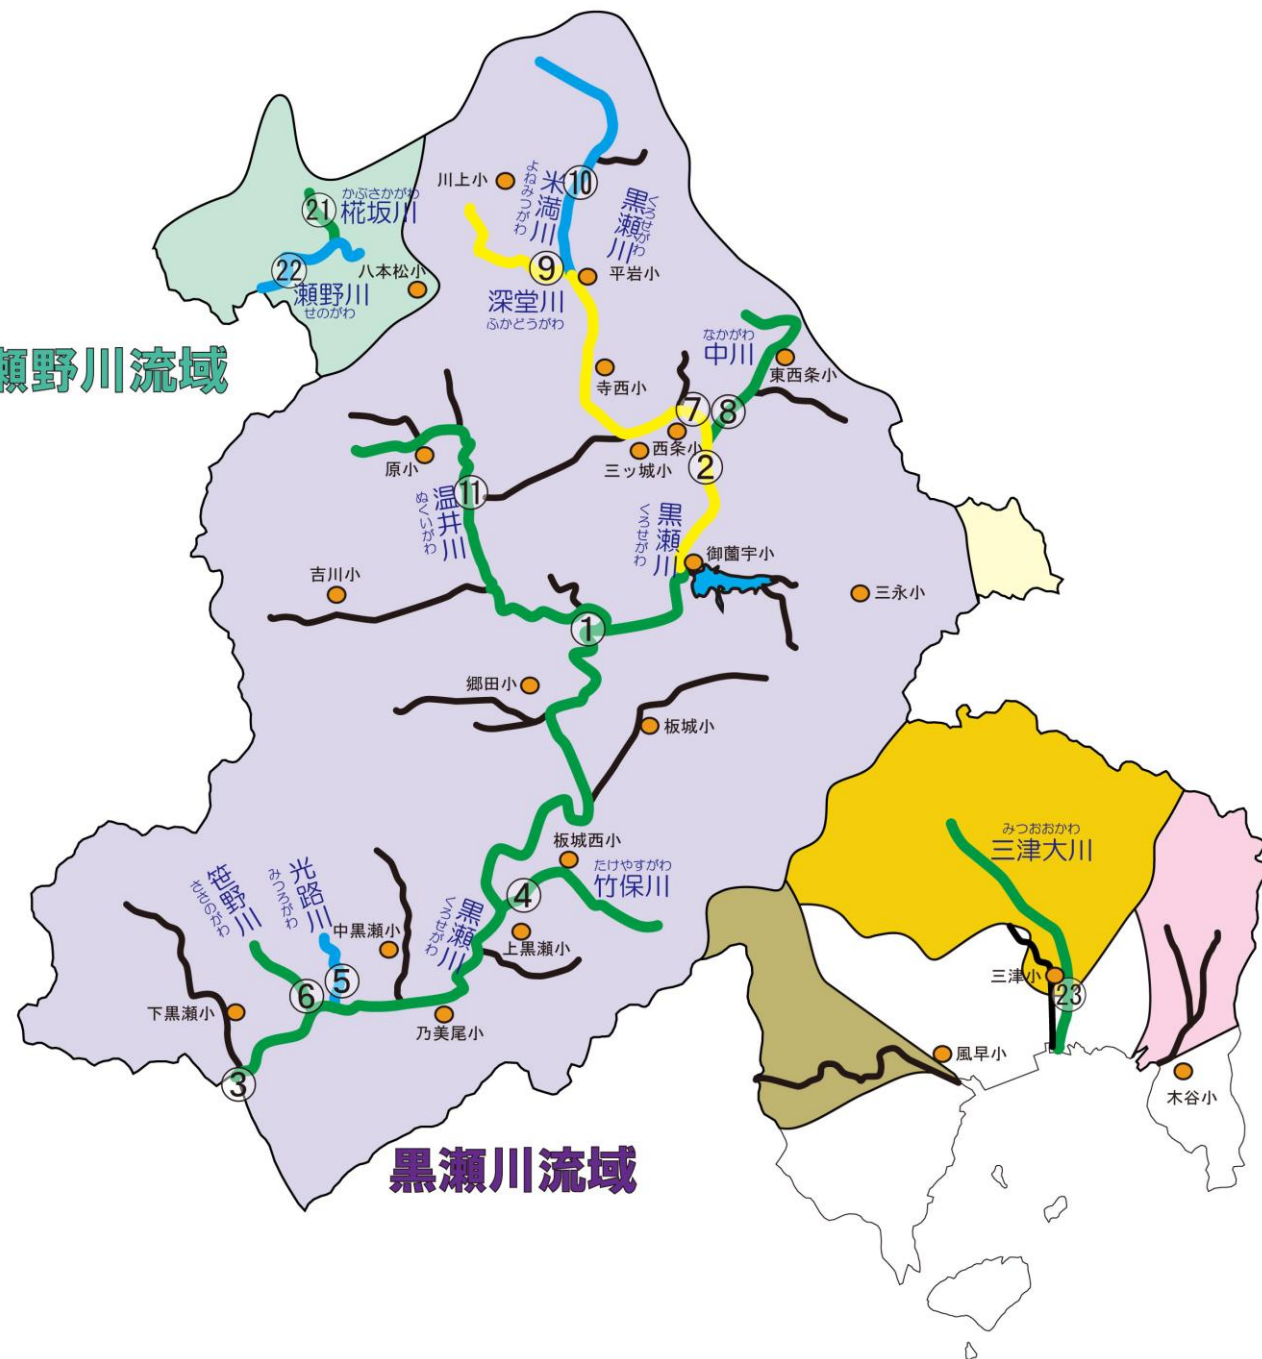 川上小
⑩
よねみつがわ
米満川
くろせがわ
黒瀬川
かぶさかがわ
㉑
椛坂川
㉒
八本松小
瀬野川
せのがわ
⑨
平岩小
深堂川
ふかどうがわ
瀬野川流域
なかがわ
中川
東西条小
寺西小
⑦
⑧
西条小
三ッ城小
②
原小
⑪
温井川
ぬくいがわ
黒瀬川
くろせがわ
御薗宇小
吉川小
三永小
①
郷田小
板城小
板城西小
みつおおかわ
三津大川
たけやすがわ
竹保川
④
笹野川
ささのがわ
光路川
みつろがわ
中黒瀬小
黒瀬川
くろせがわ
上黒瀬小
⑤
⑥
下黒瀬小
乃美尾小
三津小
㉓
③
風早小
木谷小
黒瀬川流域